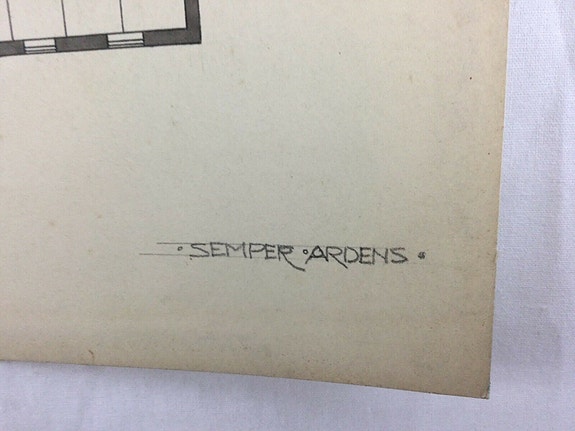 · SEMPER · ARDENS ·